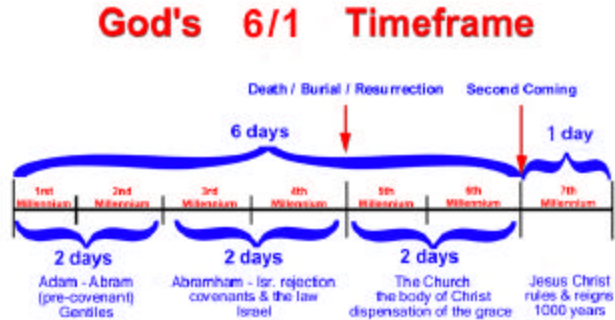 God's 6/1 Timeframe
Death / Burial / Resurrection
Second Coming
6 days
1 day
1rst Millennium
2nd Millennium
3rd Millennium
4th Millennium
5th Millennium
6th Millennium
7th Millennium
2 days
2 days
2 days
Adam - Abram
(pre-covenant)
Gentiles
Abramham - Isr. rejection
covenants & the law
Israel
The Church
the body of Christ
dispensation of the grace
Jesus Christ
rules & reigns
1000 years